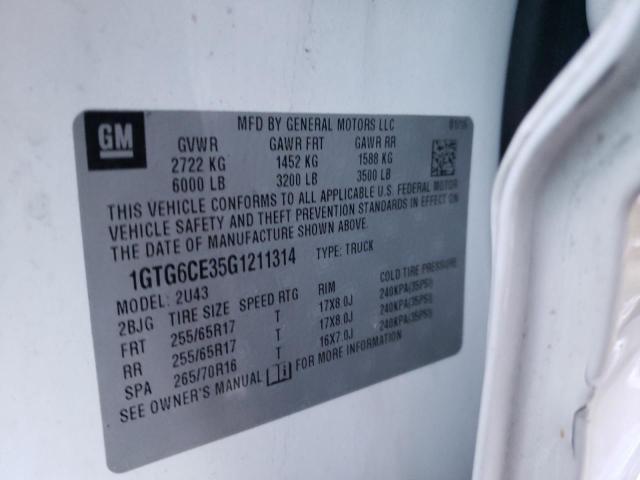 GM
MFD BY GENERAL MOTORS LLC
GVWR GAWR FRT GAWR RR
2722 KG 1452 KG 1588 KG
6000 LB 3200 LB 3500 LB
THIS VEHICLE CONFORMS TO ALL APPLICABLE U.S. FEDERAL MOTOR
VEHICLE SAFETY AND THEFT PREVENTION STANDARDS IN EFFECT ON
THE DATE OF MANUFACTURE SHOWN ABOVE.
1GTG6CE35G1211314 TYPE: TRUCK
MODEL: 2U43
2BJG TIRE SIZE SPEED RTG RIM COLD TIRE PRESSURE
FRT 255/65R17 T 17X8.0J 240KPA(35PSI)
RR 255/65R17 T 17X8.0J 240KPA(35PSI)
SPA 265/70R16 T 16X7.0J 240KPA(35PSI)
SEE OWNER'S MANUAL FOR MORE INFORMATION.